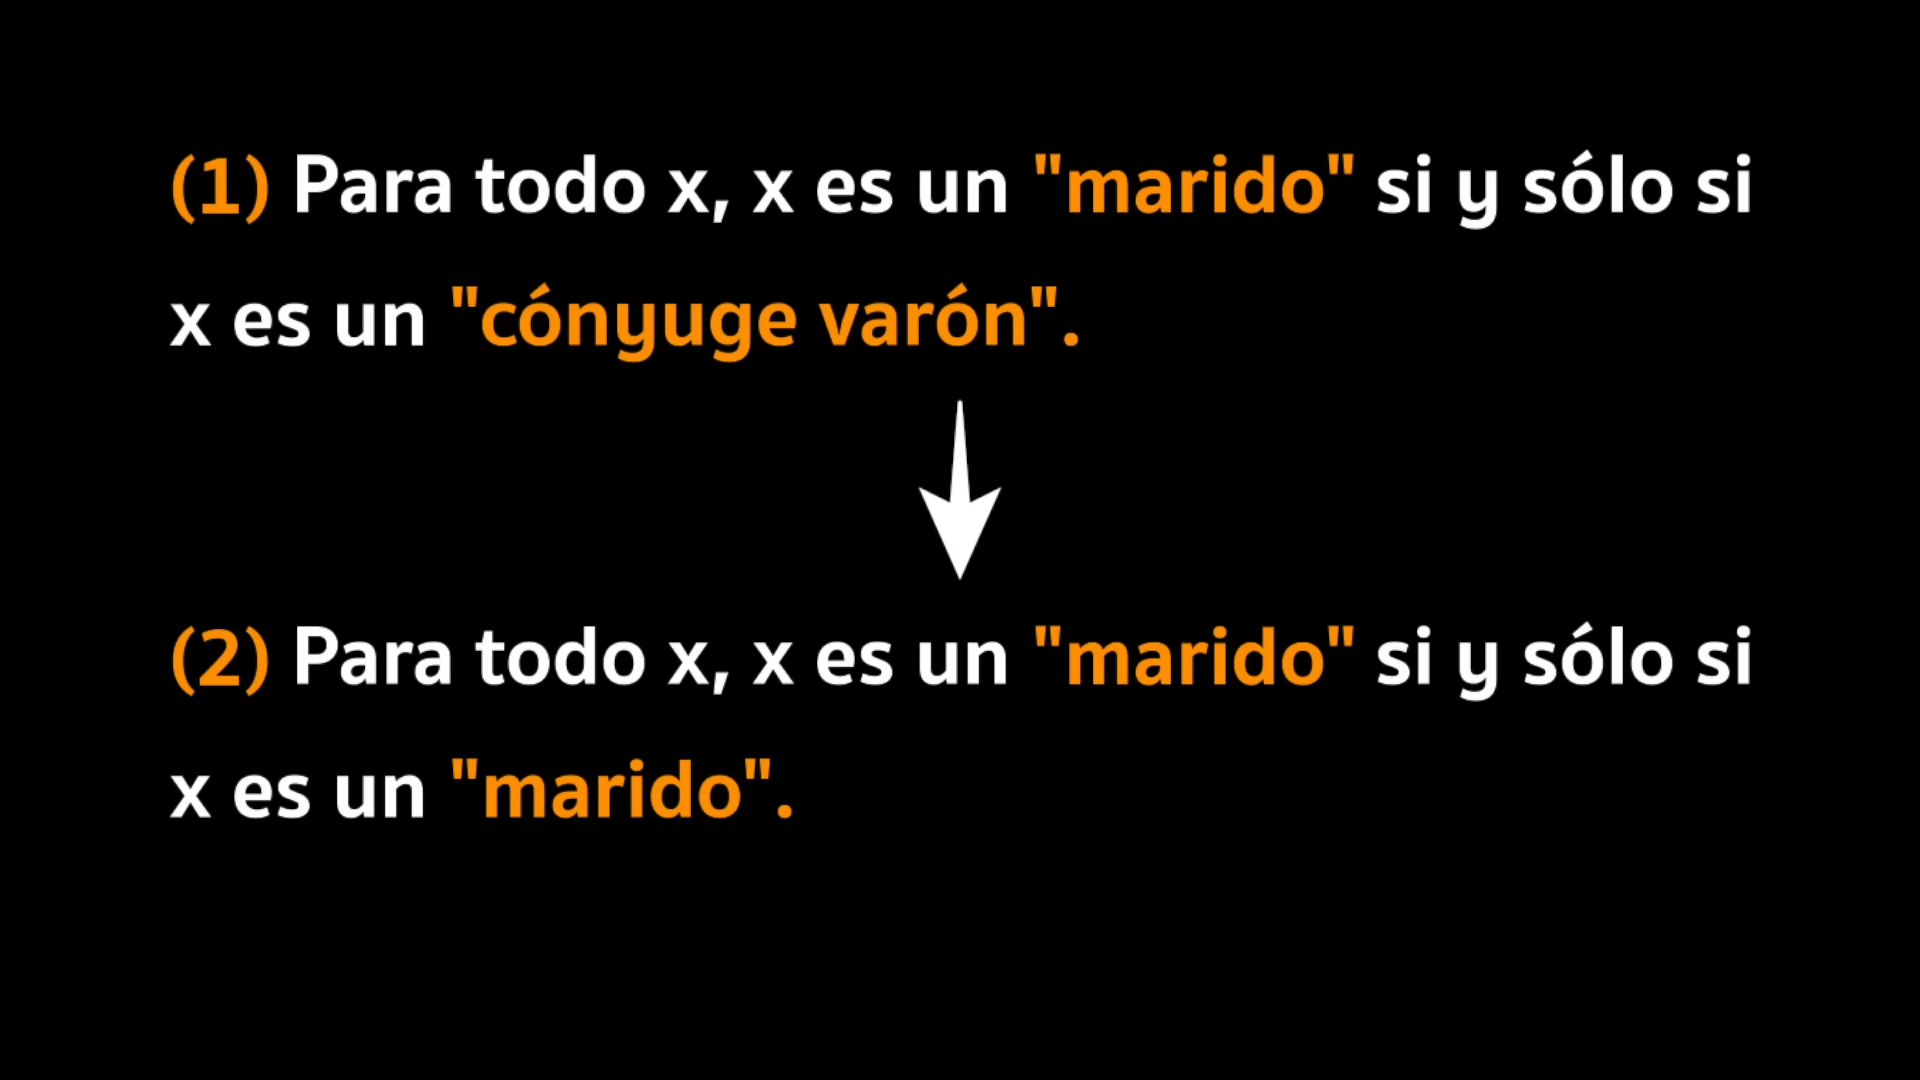 (1) Para todo x, x es un "marido" si y sólo si
x es un "cónyuge varón".
(2) Para todo x, x es un "marido" si y sólo si
x es un "marido".